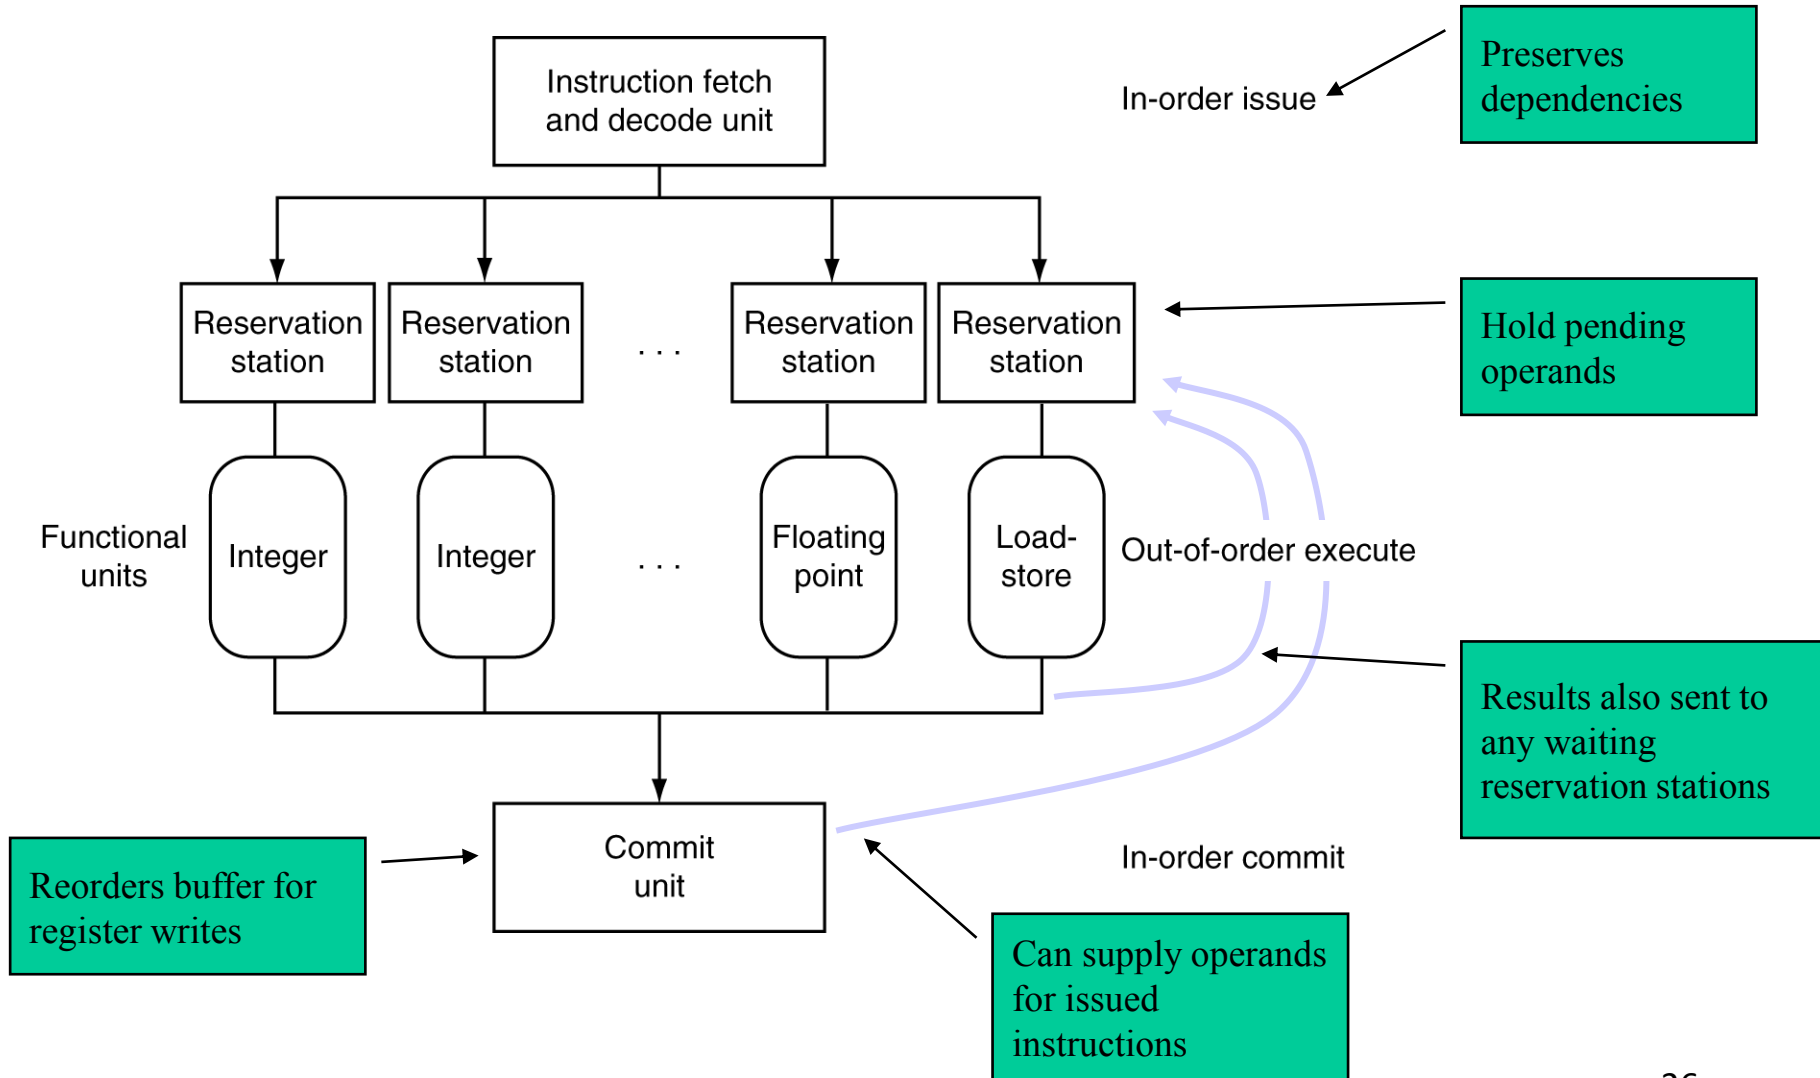 Instruction fetch
and decode unit
In-order issue
Preserves
dependencies
Reservation
station
Reservation
station
. . .
Reservation
station
Reservation
station
Hold pending
operands
Functional
units
Integer
Integer
. . .
Floating
point
Load-
store
Out-of-order execute
Results also sent to
any waiting
reservation stations
Commit
unit
In-order commit
Reorders buffer for
register writes
Can supply operands
for issued
instructions